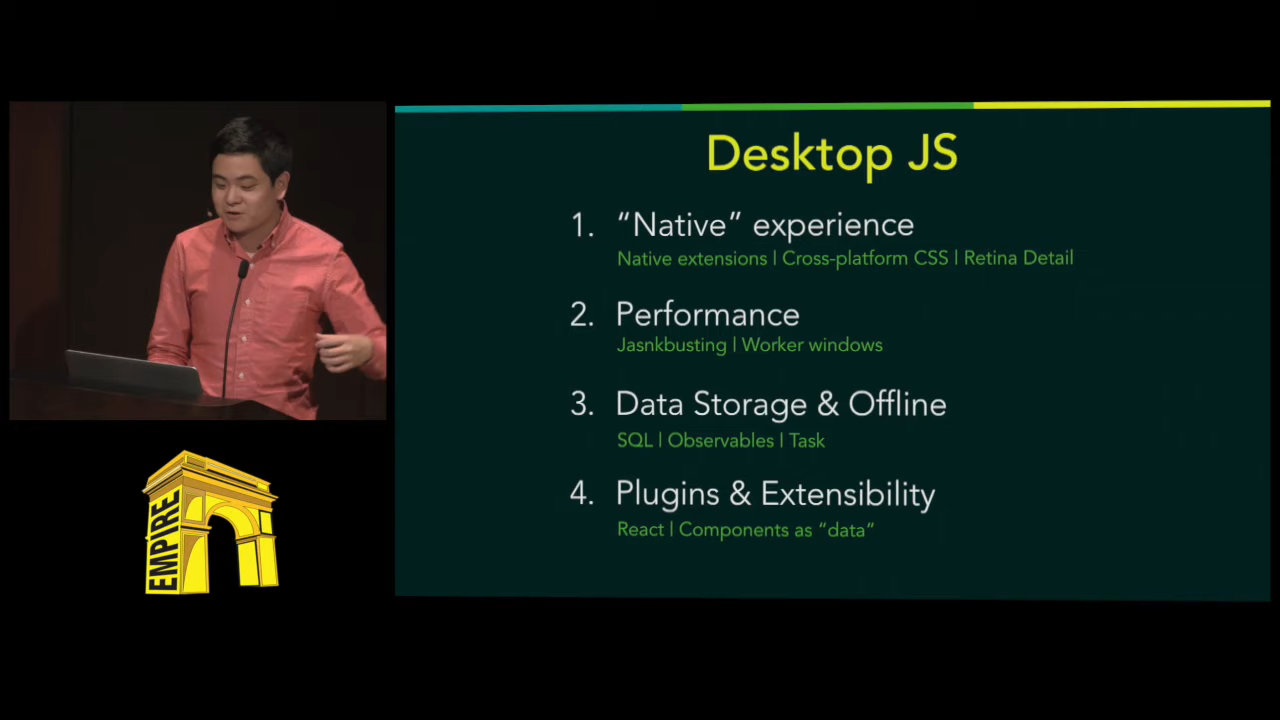 Desktop JS
1. “Native” experience
Native extensions | Cross-platform CSS | Retina Detail
2. Performance
Jasnkbusting | Worker windows
3. Data Storage & Offline
SQL | Observables | Task
4. Plugins & Extensibility
React | Components as “data”
EMPIRE